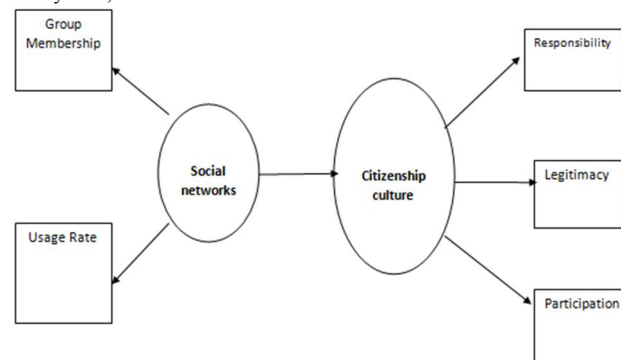 Group
Membership
Responsibility
Social
networks
Citizenship
culture
Legitimacy
Usage Rate
Participation